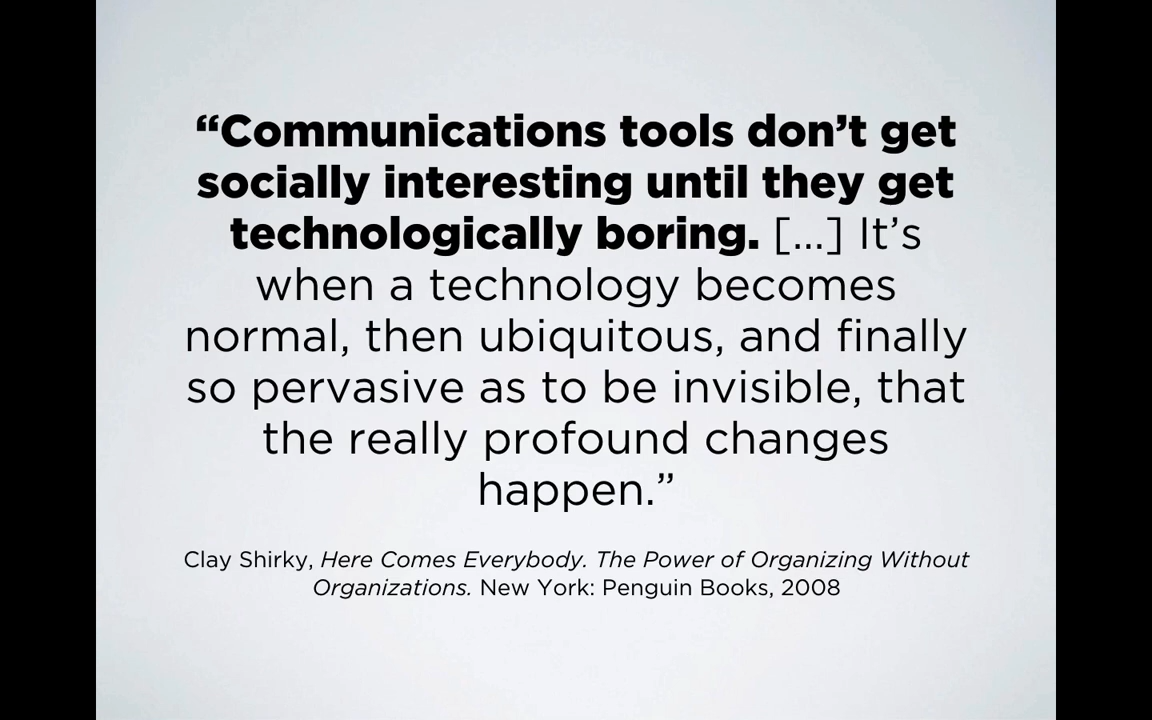 “Communications tools don’t get
socially interesting until they get
technologically boring. [...] It’s
when a technology becomes
normal, then ubiquitous, and finally
so pervasive as to be invisible, that
the really profound changes
happen.”
Clay Shirky, Here Comes Everybody. The Power of Organizing Without
Organizations. New York: Penguin Books, 2008